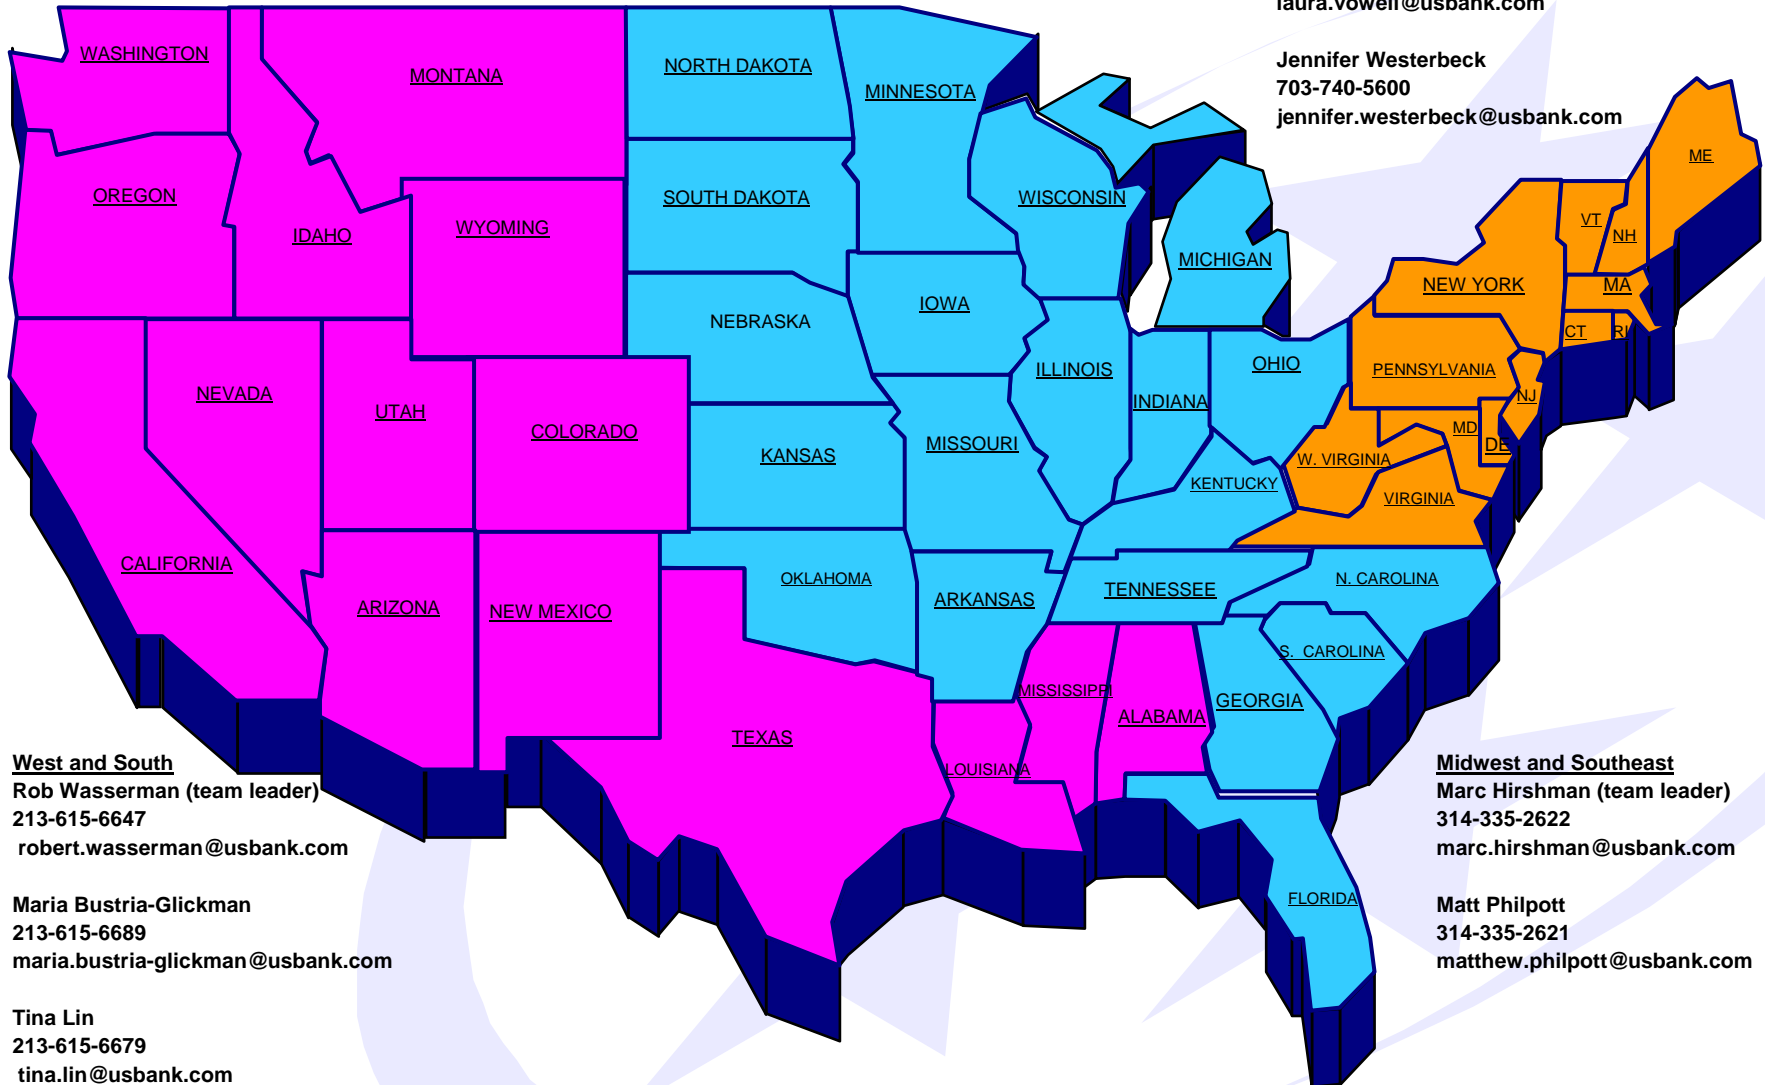 laura.vowell@usbank.com
Jennifer Westerbeck
703-740-5600
jennifer.westerbeck@usbank.com
WASHINGTON
MONTANA
NORTH DAKOTA
MINNESOTA
OREGON
IDAHO
WYOMING
SOUTH DAKOTA
WISCONSIN
MICHIGAN
ME
VT
NH
NEW YORK
MA
CT
RI
NEBRASKA
IOWA
ILLINOIS
INDIANA
OHIO
PENNSYLVANIA
NJ
MD
DE
NEVADA
UTAH
COLORADO
KANSAS
MISSOURI
KENTUCKY
W. VIRGINIA
VIRGINIA
CALIFORNIA
ARIZONA
NEW MEXICO
OKLAHOMA
ARKANSAS
TENNESSEE
N. CAROLINA
S. CAROLINA
MISSISSIPPI
ALABAMA
GEORGIA
TEXAS
LOUISIANA
FLORIDA
West and South
Rob Wasserman (team leader)
213-615-6647
robert.wasserman@usbank.com
Maria Bustria-Glickman
213-615-6689
maria.bustria-glickman@usbank.com
Tina Lin
213-615-6679
tina.lin@usbank.com
Midwest and Southeast
Marc Hirshman (team leader)
314-335-2622
marc.hirshman@usbank.com
Matt Philpott
314-335-2621
matthew.philpott@usbank.com